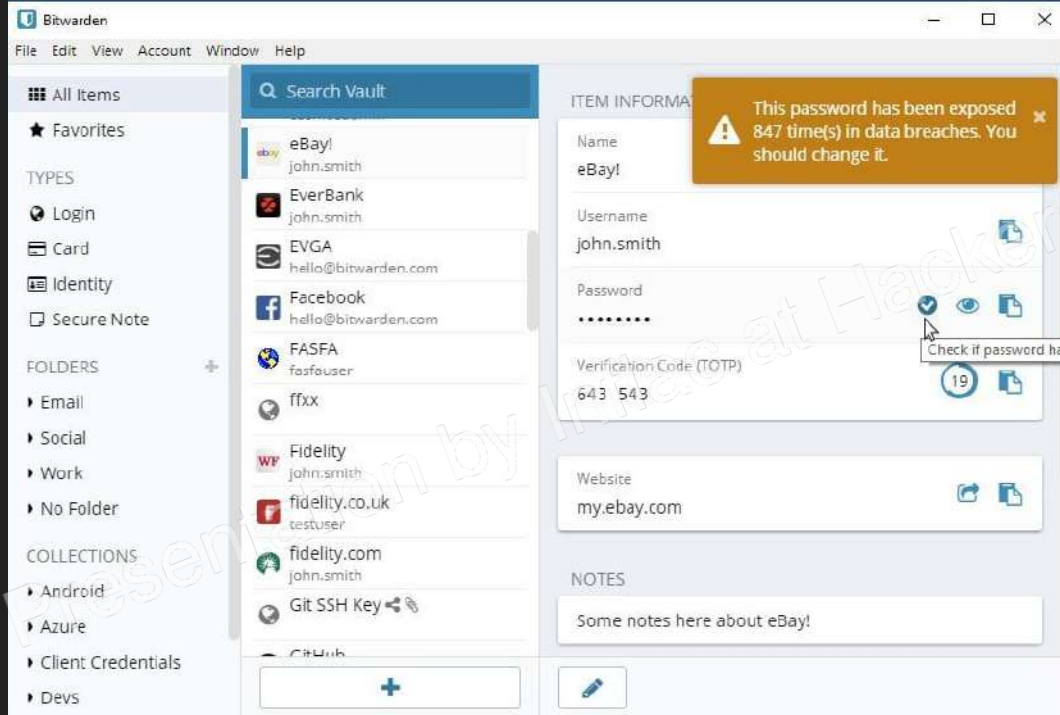 Bitwarden
File Edit View Account Window Help
All Items
Favorites
TYPES
Login
Card
Identity
Secure Note
FOLDERS
Email
Social
Work
No Folder
COLLECTIONS
Android
Azure
Client Credentials
Devs
Search Vault
ebay
eBay!
john.smith
EverBank
john.smith
EVGA
hello@bitwarden.com
Facebook
hello@bitwarden.com
FASFA
fasfauser
ffxx
WF
Fidelity
john.smith
fidelity.co.uk
testuser
fidelity.com
john.smith
Git SSH Key
GitHub
ITEM INFORMA
This password has been exposed
847 time(s) in data breaches. You
should change it.
Name
eBay!
Username
john.smith
Password
••••••••
Check if password ha
Verification Code (TOTP)
643 543
19
Website
my.ebay.com
NOTES
Some notes here about eBay!